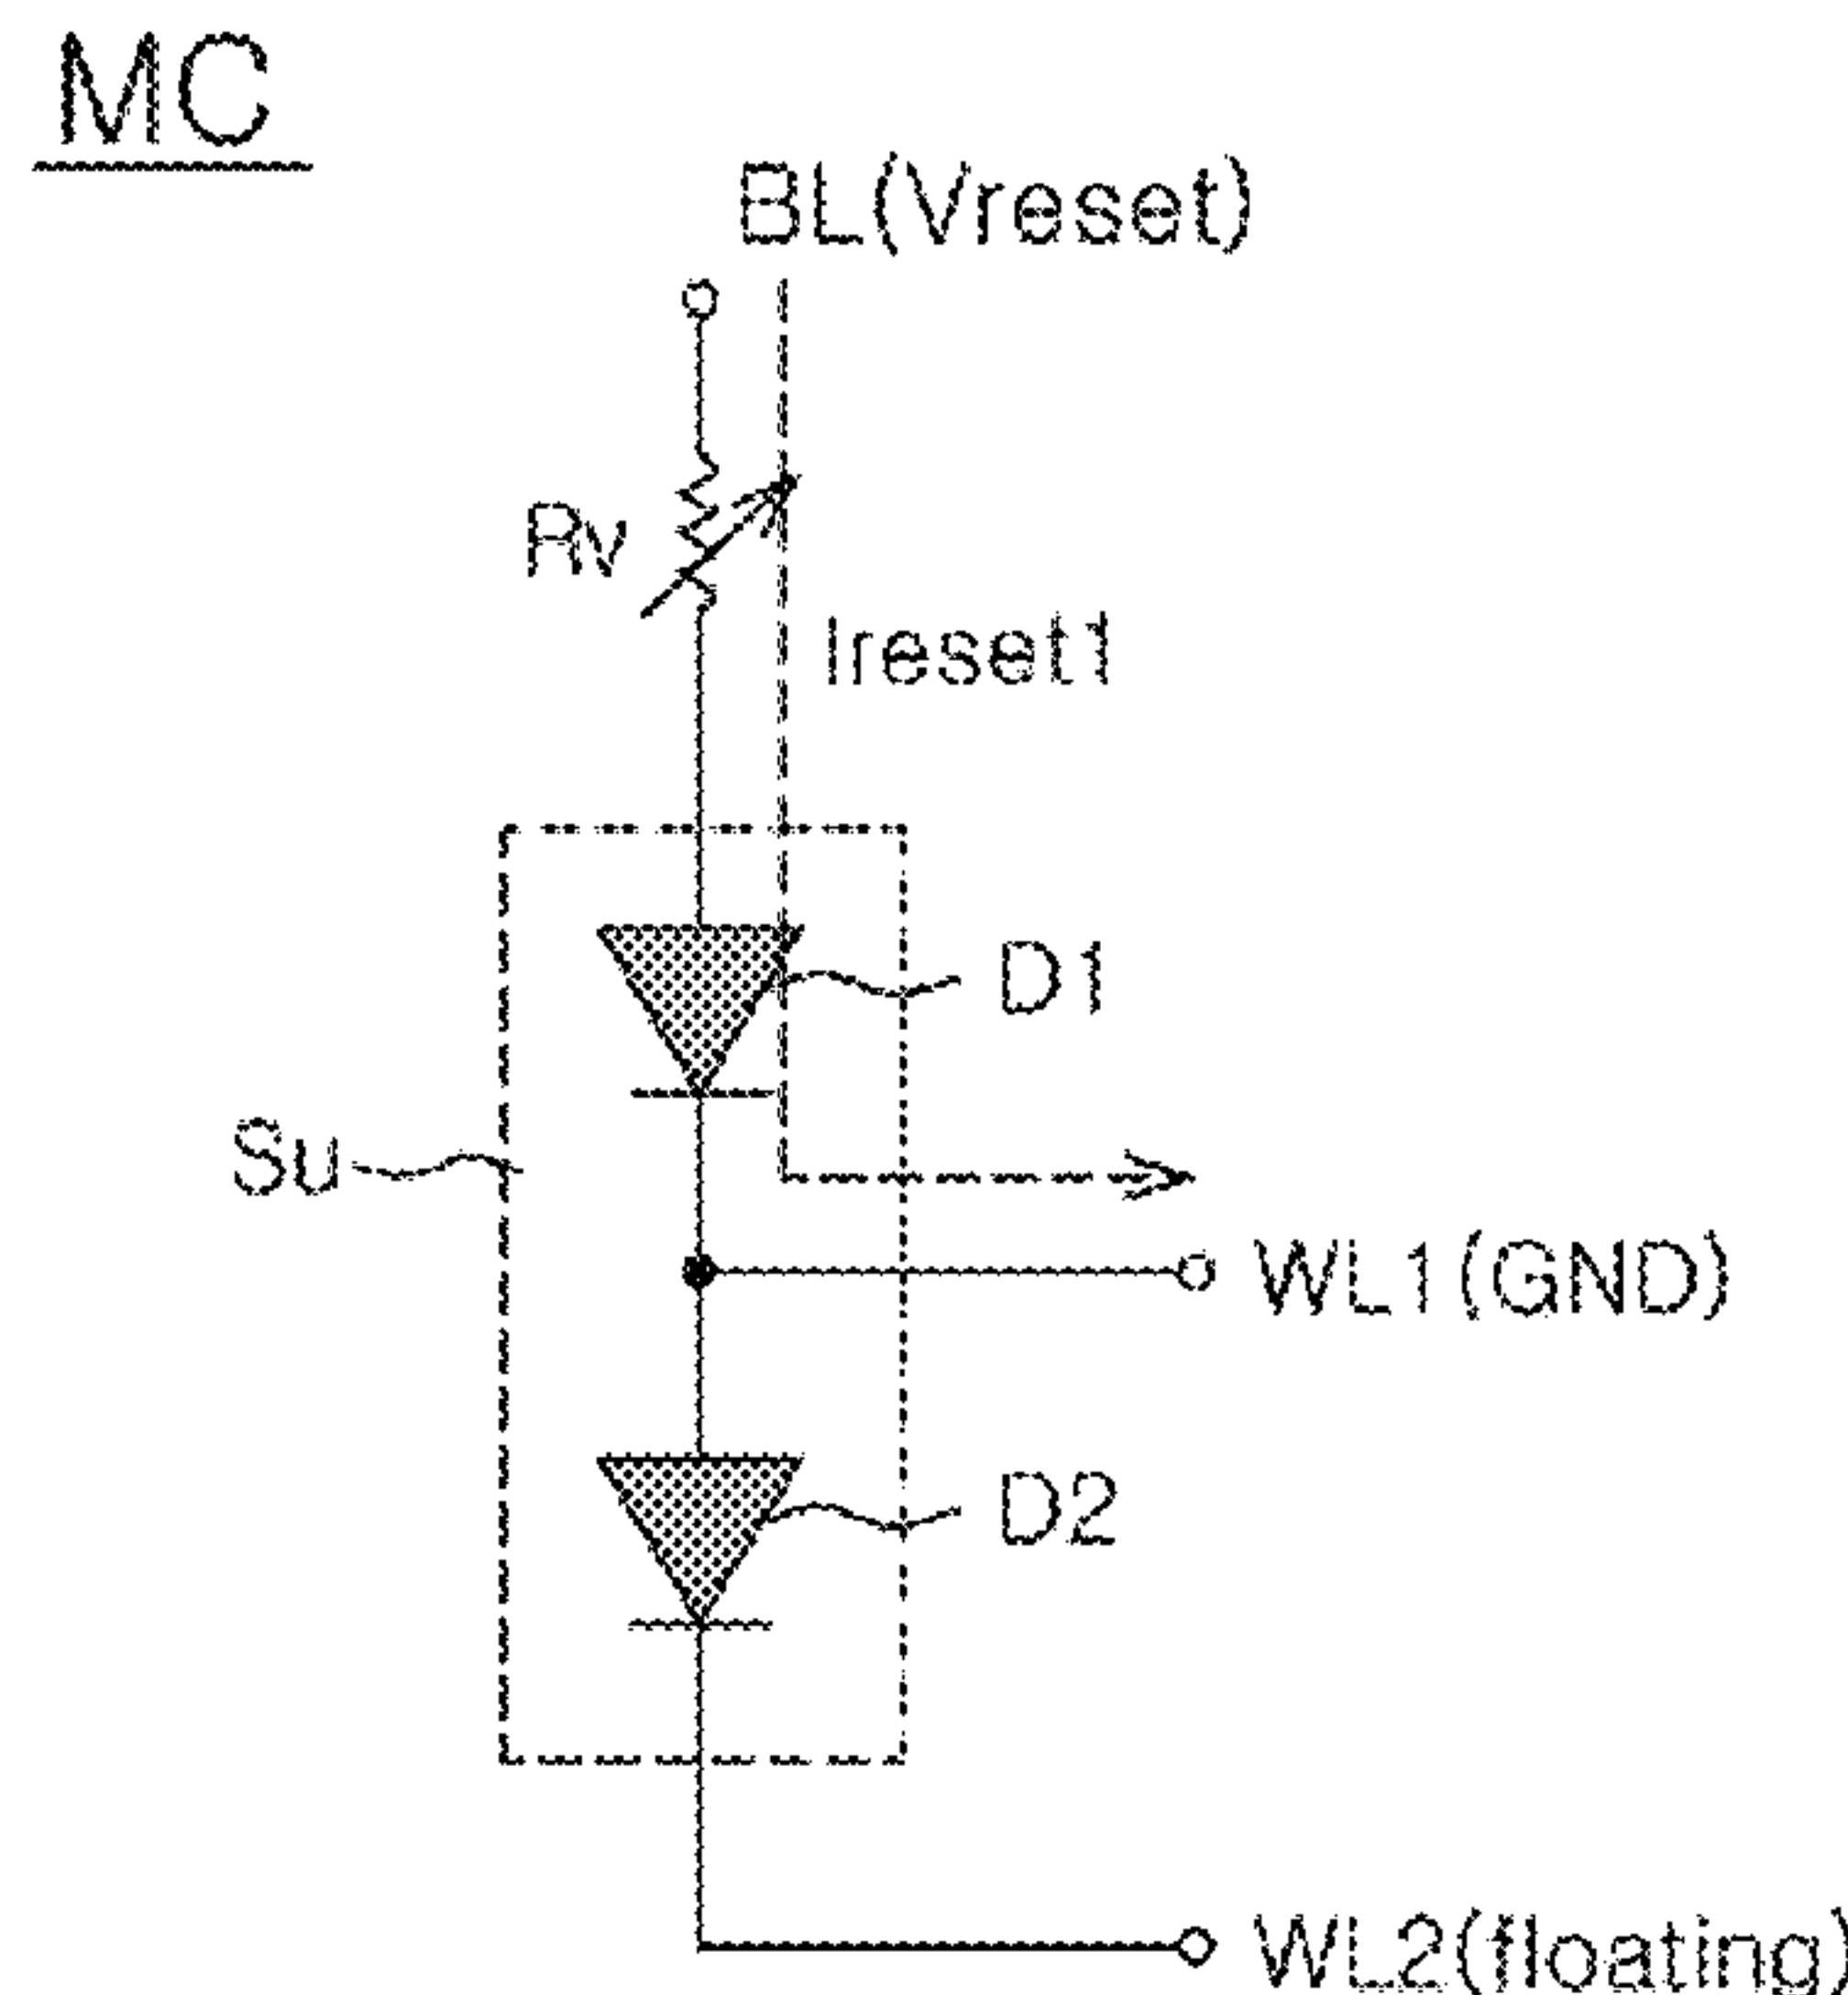 MC
BL(Vreset)
Rv
Ireset1
D1
Su
WL1(GND)
D2
WL2(floating)